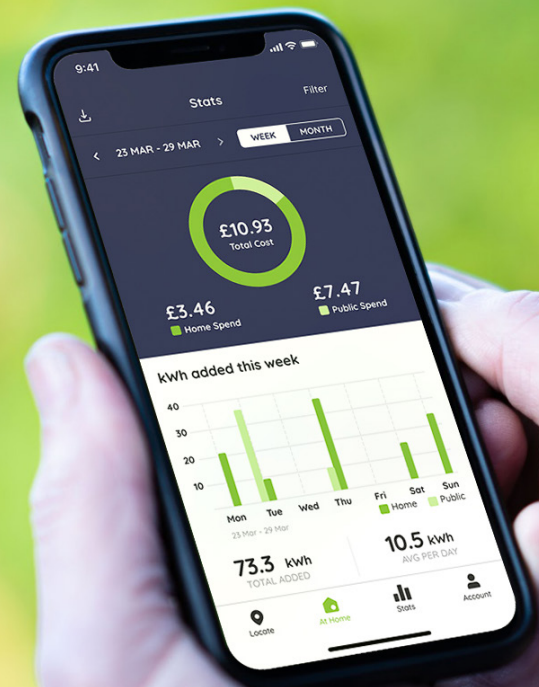 9:41
Stats
Filter
23 MAR - 29 MAR
WEEK
MONTH
£10.93
Total Cost
£3.46
Home Spend
£7.47
Public Spend
kWh added this week
40
30
20
10
Mon Tue Wed Thu Fri Sat Sun
23 Mar - 29 Mar
Home
Public
73.3 kWh
TOTAL ADDED
10.5 kWh
AVG PER DAY
Locate
At Home
Stats
Account